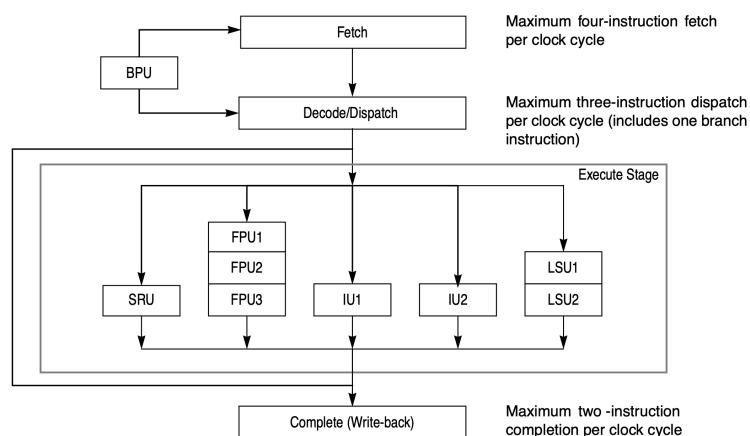 Fetch
Maximum four-instruction fetch
per clock cycle
BPU
Decode/Dispatch
Maximum three-instruction dispatch
per clock cycle (includes one branch
instruction)
Execute Stage
FPU1
FPU2
FPU3
LSU1
LSU2
SRU
IU1
IU2
Complete (Write-back)
Maximum two -instruction
completion per clock cycle